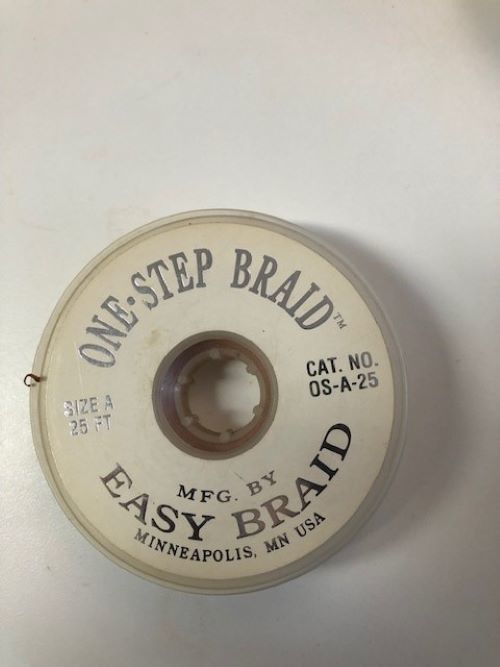 ONE·STEP BRAID™
CAT. NO.
OS-A-25
SIZE A
25 FT
MFG. BY
EASY BRAID
MINNEAPOLIS, MN USA